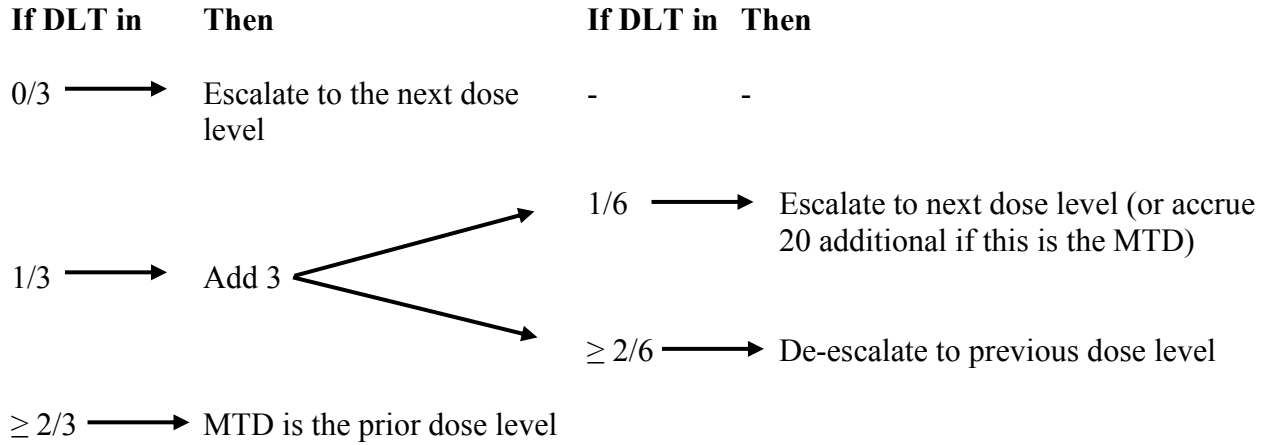 If DLT in Then If DLT in Then
0/3 Escalate to the next dose - -
level
1/6 Escalate to next dose level (or accrue
20 additional if this is the MTD)
1/3 Add 3
≥ 2/6 De-escalate to previous dose level
≥ 2/3 MTD is the prior dose level